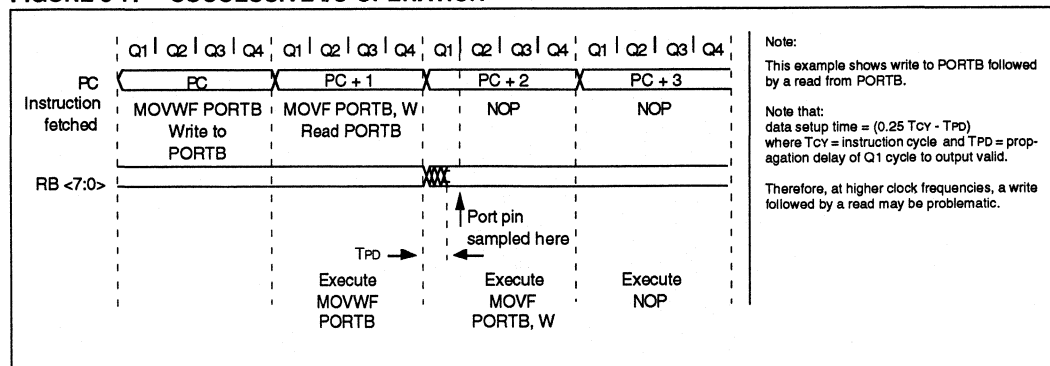 Q1 Q2 Q3 Q4 Q1 Q2 Q3 Q4 Q1 Q2 Q3 Q4 Q1 Q2 Q3 Q4
PC PC PC + 1 PC + 2 PC + 3
Instruction fetched
MOVWF PORTB
Write to
PORTB
MOVF PORTB, W
Read PORTB
NOP
NOP
RB <7:0>
Port pin
sampled here
TPD
Execute
MOVWF
PORTB
Execute
MOVF
PORTB, W
Execute
NOP
Note:
This example shows write to PORTB followed
by a read from PORTB.
Note that:
data setup time = (0.25 TCY - TPD)
where TCY = instruction cycle and TPD = prop-
agation delay of Q1 cycle to output valid.
Therefore, at higher clock frequencies, a write
followed by a read may be problematic.